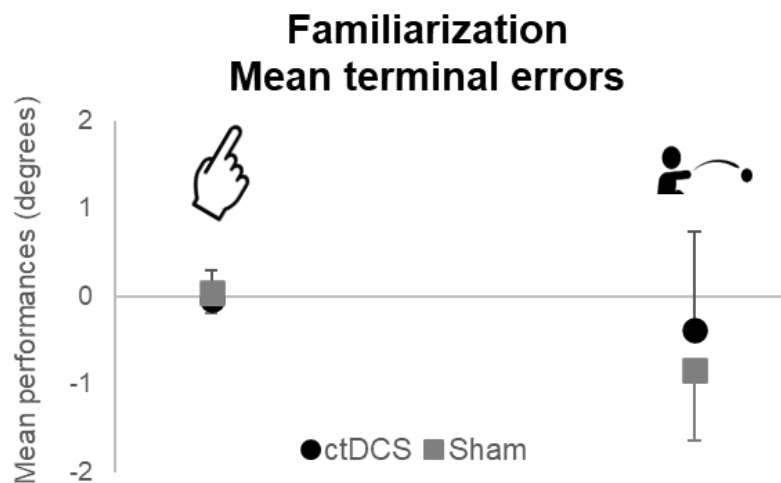 Familiarization
Mean terminal errors
Mean performances (degrees)
2
1
0
-1
-2
ctDCS Sham